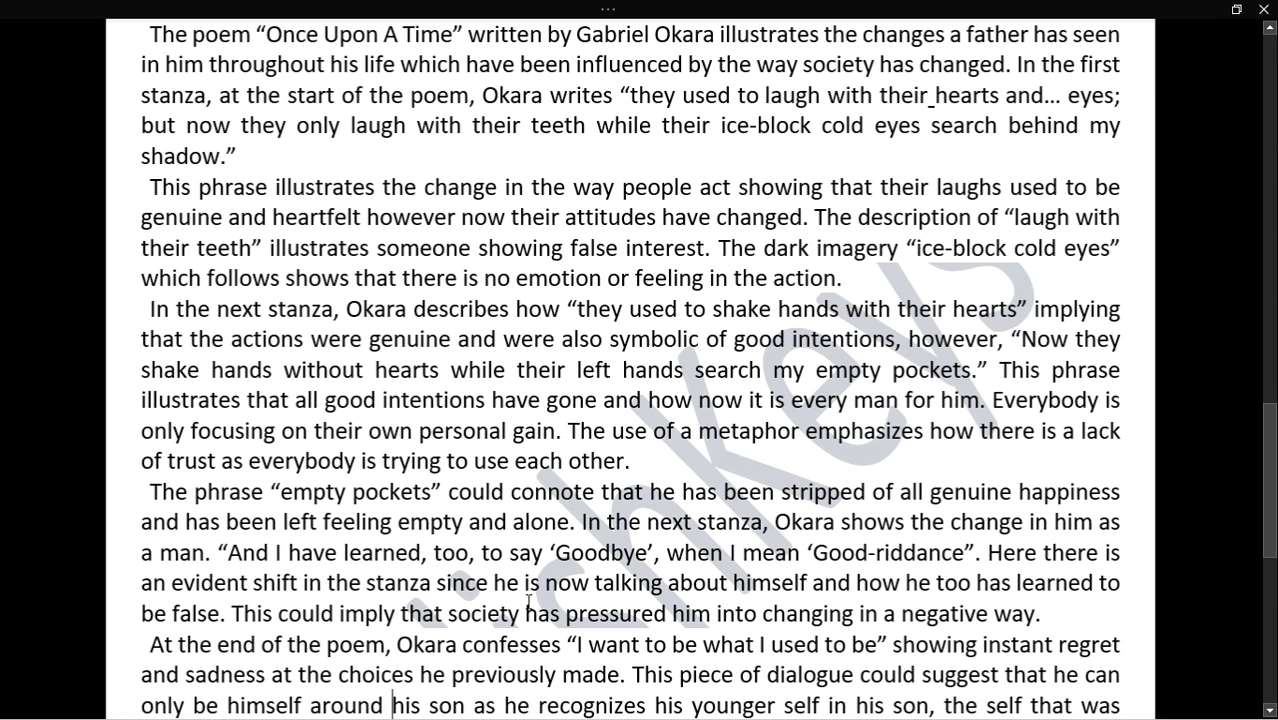 The poem “Once Upon A Time” written by Gabriel Okara illustrates the changes a father has seen
in him throughout his life which have been influenced by the way society has changed. In the first
stanza, at the start of the poem, Okara writes “they used to laugh with their hearts and... eyes;
but now they only laugh with their teeth while their ice-block cold eyes search behind my
shadow.”
This phrase illustrates the change in the way people act showing that their laughs used to be
genuine and heartfelt however now their attitudes have changed. The description of “laugh with
their teeth” illustrates someone showing false interest. The dark imagery “ice-block cold eyes”
which follows shows that there is no emotion or feeling in the action.
In the next stanza, Okara describes how “they used to shake hands with their hearts” implying
that the actions were genuine and were also symbolic of good intentions, however, “Now they
shake hands without hearts while their left hands search my empty pockets.” This phrase
illustrates that all good intentions have gone and how now it is every man for him. Everybody is
only focusing on their own personal gain. The use of a metaphor emphasizes how there is a lack
of trust as everybody is trying to use each other.
The phrase “empty pockets” could connote that he has been stripped of all genuine happiness
and has been left feeling empty and alone. In the next stanza, Okara shows the change in him as
a man. “And I have learned, too, to say ‘Goodbye’, when I mean ‘Good-riddance”. Here there is
an evident shift in the stanza since he is now talking about himself and how he too has learned to
be false. This could imply that society has pressured him into changing in a negative way.
At the end of the poem, Okara confesses “I want to be what I used to be” showing instant regret
and sadness at the choices he previously made. This piece of dialogue could suggest that he can
only be himself around his son as he recognizes his younger self in his son, the self that was